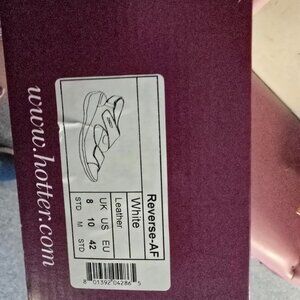 www.hotter.com
Reverse-AF
White
Leather
UK US EU
8 10 42
STD M STD
8 01392 04286 5